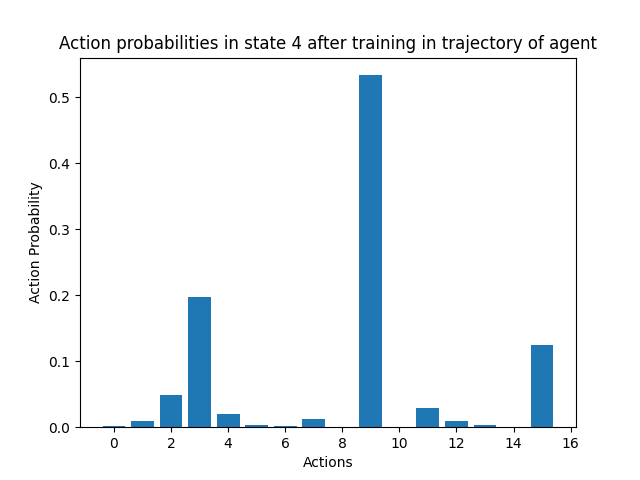 Action probabilities in state 4 after training in trajectory of agent
0.5
0.4
0.3
0.2
0.1
0.0
Action Probability
0 2 4 6 8 10 12 14 16
Actions